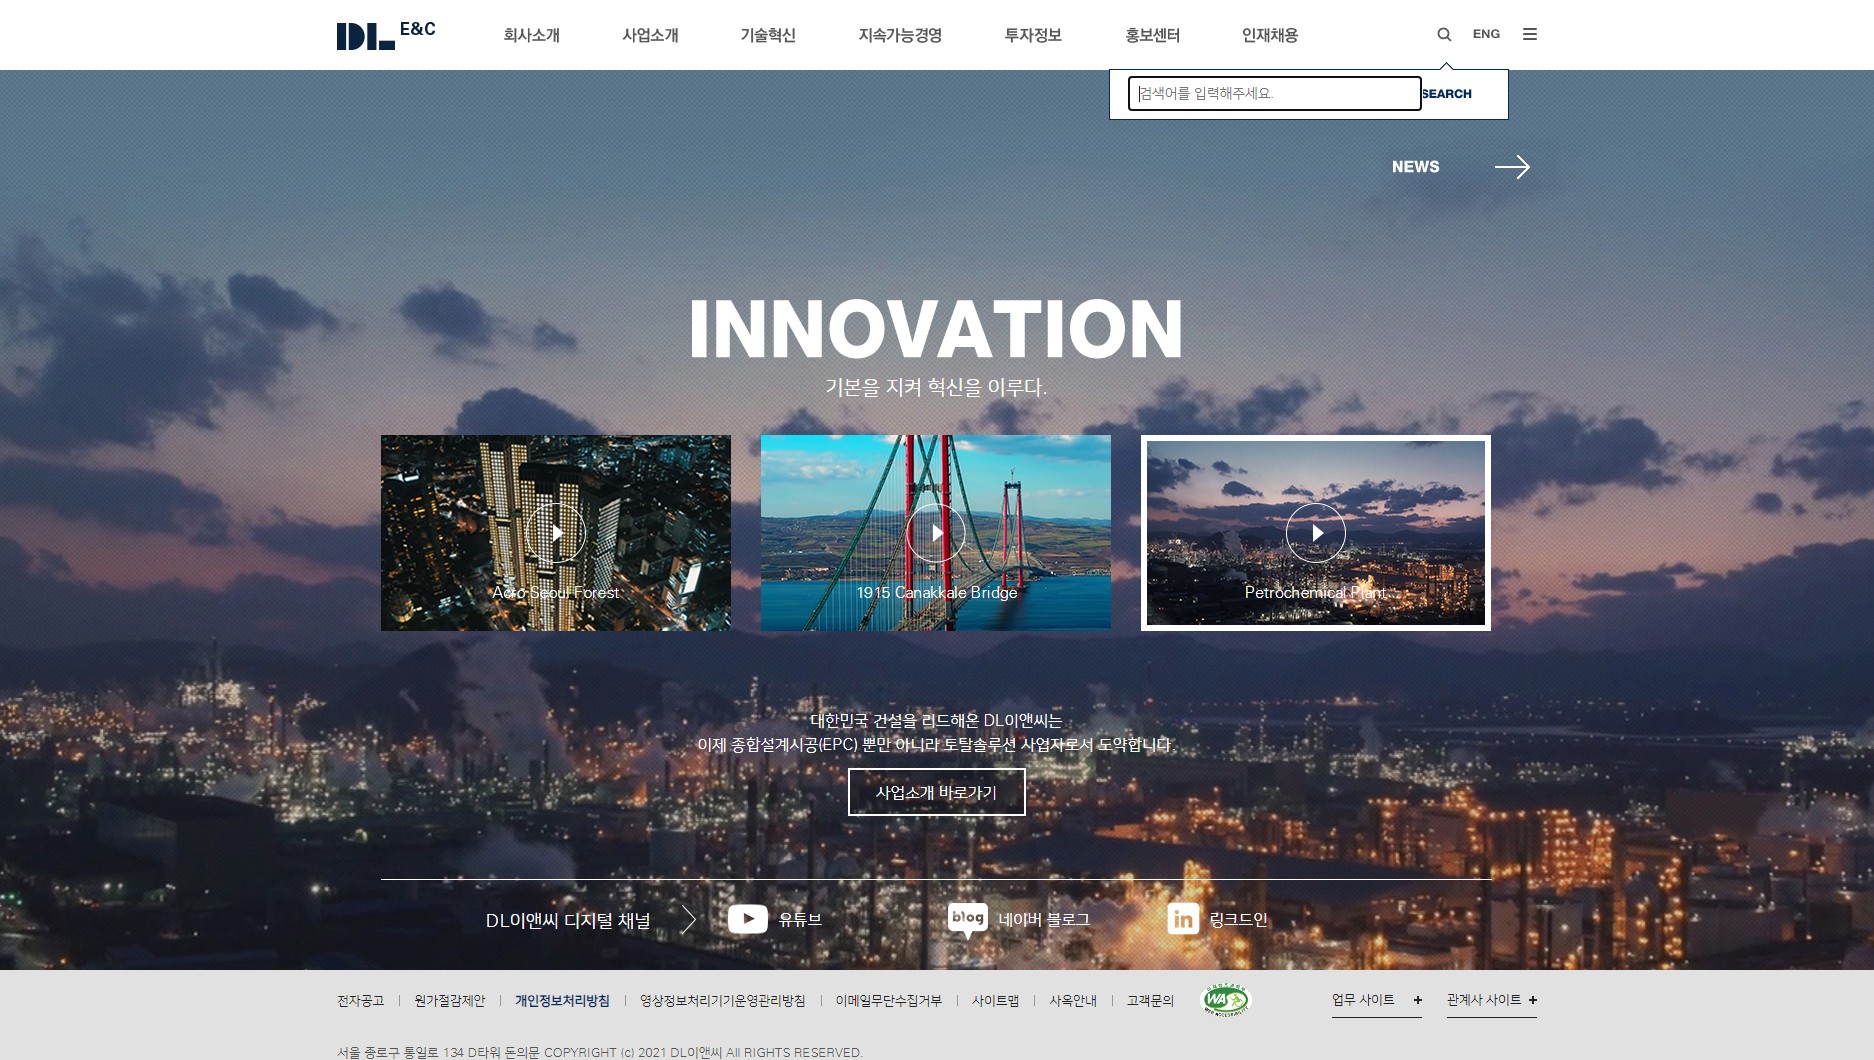 DL E&C
회사소개 사업소개 기술혁신 지속가능경영 투자정보 홍보센터 인재채용 ENG
검색어를 입력해주세요. SEARCH
NEWS
INNOVATION
기본을 지켜 혁신을 이루다.
Acro Seoul Forest
1915 Canakkale Bridge
Petrochemical Plant
대한민국 건설을 리드해온 DL이앤씨는
이제 종합설계시공(EPC) 뿐만 아니라 토탈솔루션 사업자로서 도약합니다.
사업소개 바로가기
DL이앤씨 디지털 채널 유튜브 blog 네이버 블로그 in 링크드인
전자공고 원가절감제안 개인정보처리방침 영상정보처리기기운영관리방침 이메일무단수집거부 사이트맵 사옥안내 고객문의 WA 업무 사이트 관계사 사이트
서울 종로구 통일로 134 D타워 돈의문 COPYRIGHT (c) 2021 DL이앤씨 All RIGHTS RESERVED.